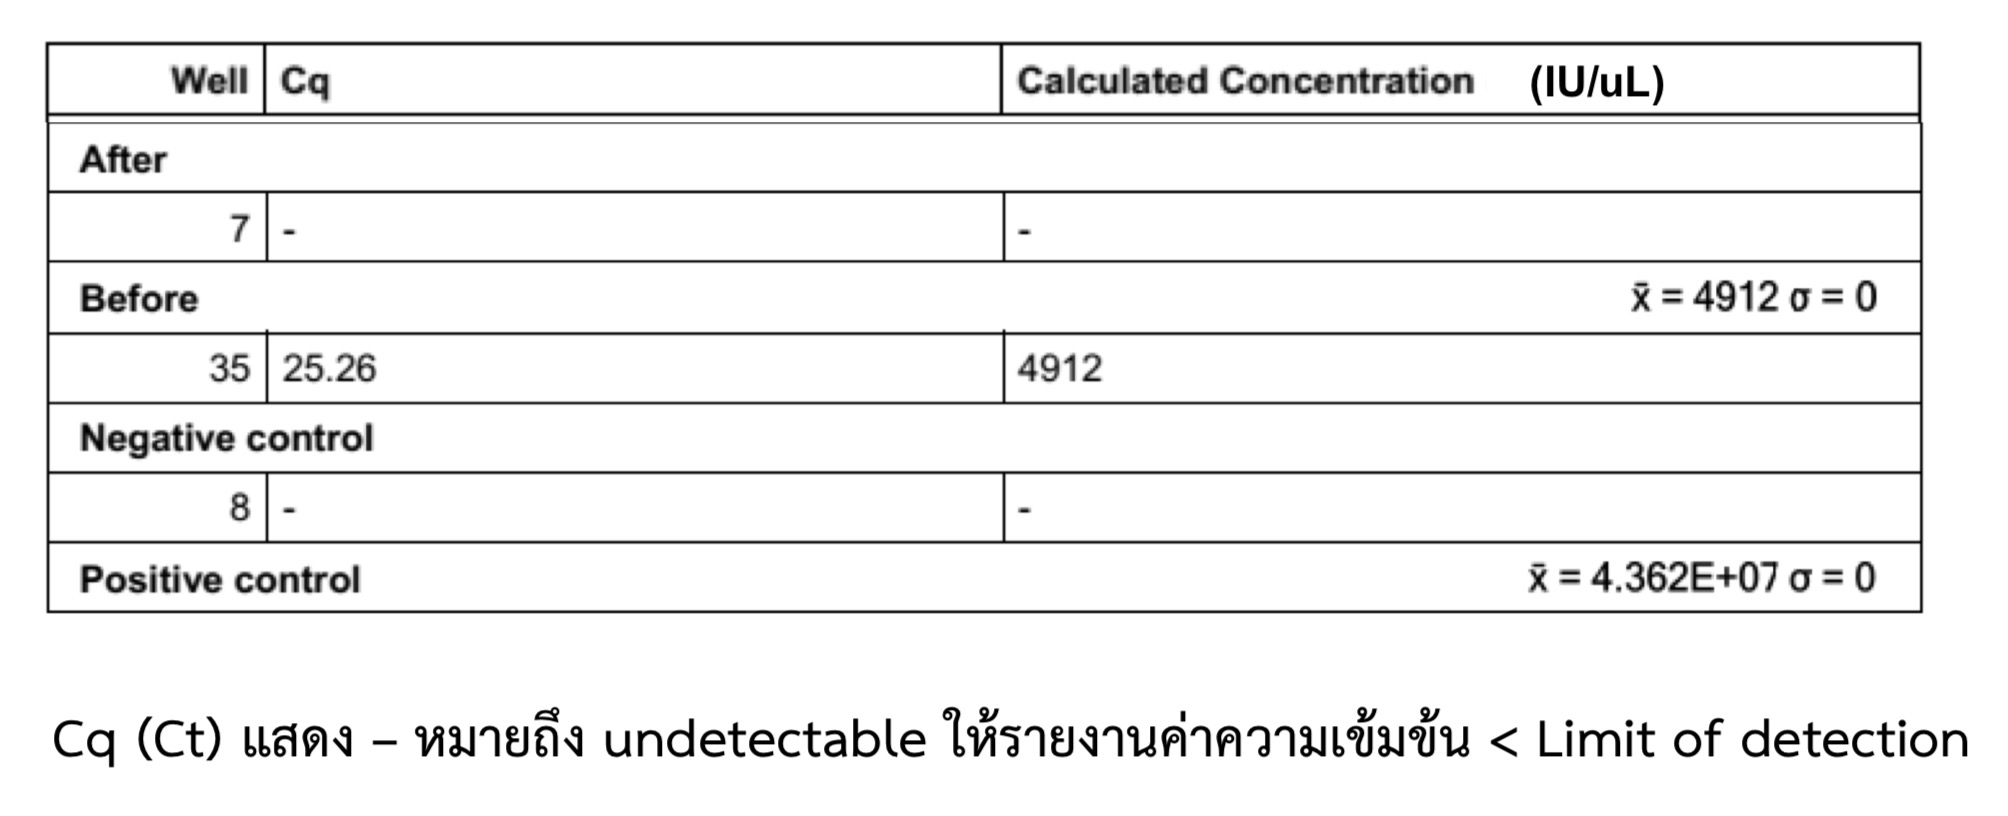 Well Cq Calculated Concentration (IU/uL)
After
7 - -
Before x̄ = 4912 σ = 0
35 25.26 4912
Negative control
8 - -
Positive control x̄ = 4.362E+07 σ = 0
Cq (Ct) แสดง – หมายถึง undetectable ให้รายงานค่าความเข้มข้น < Limit of detection